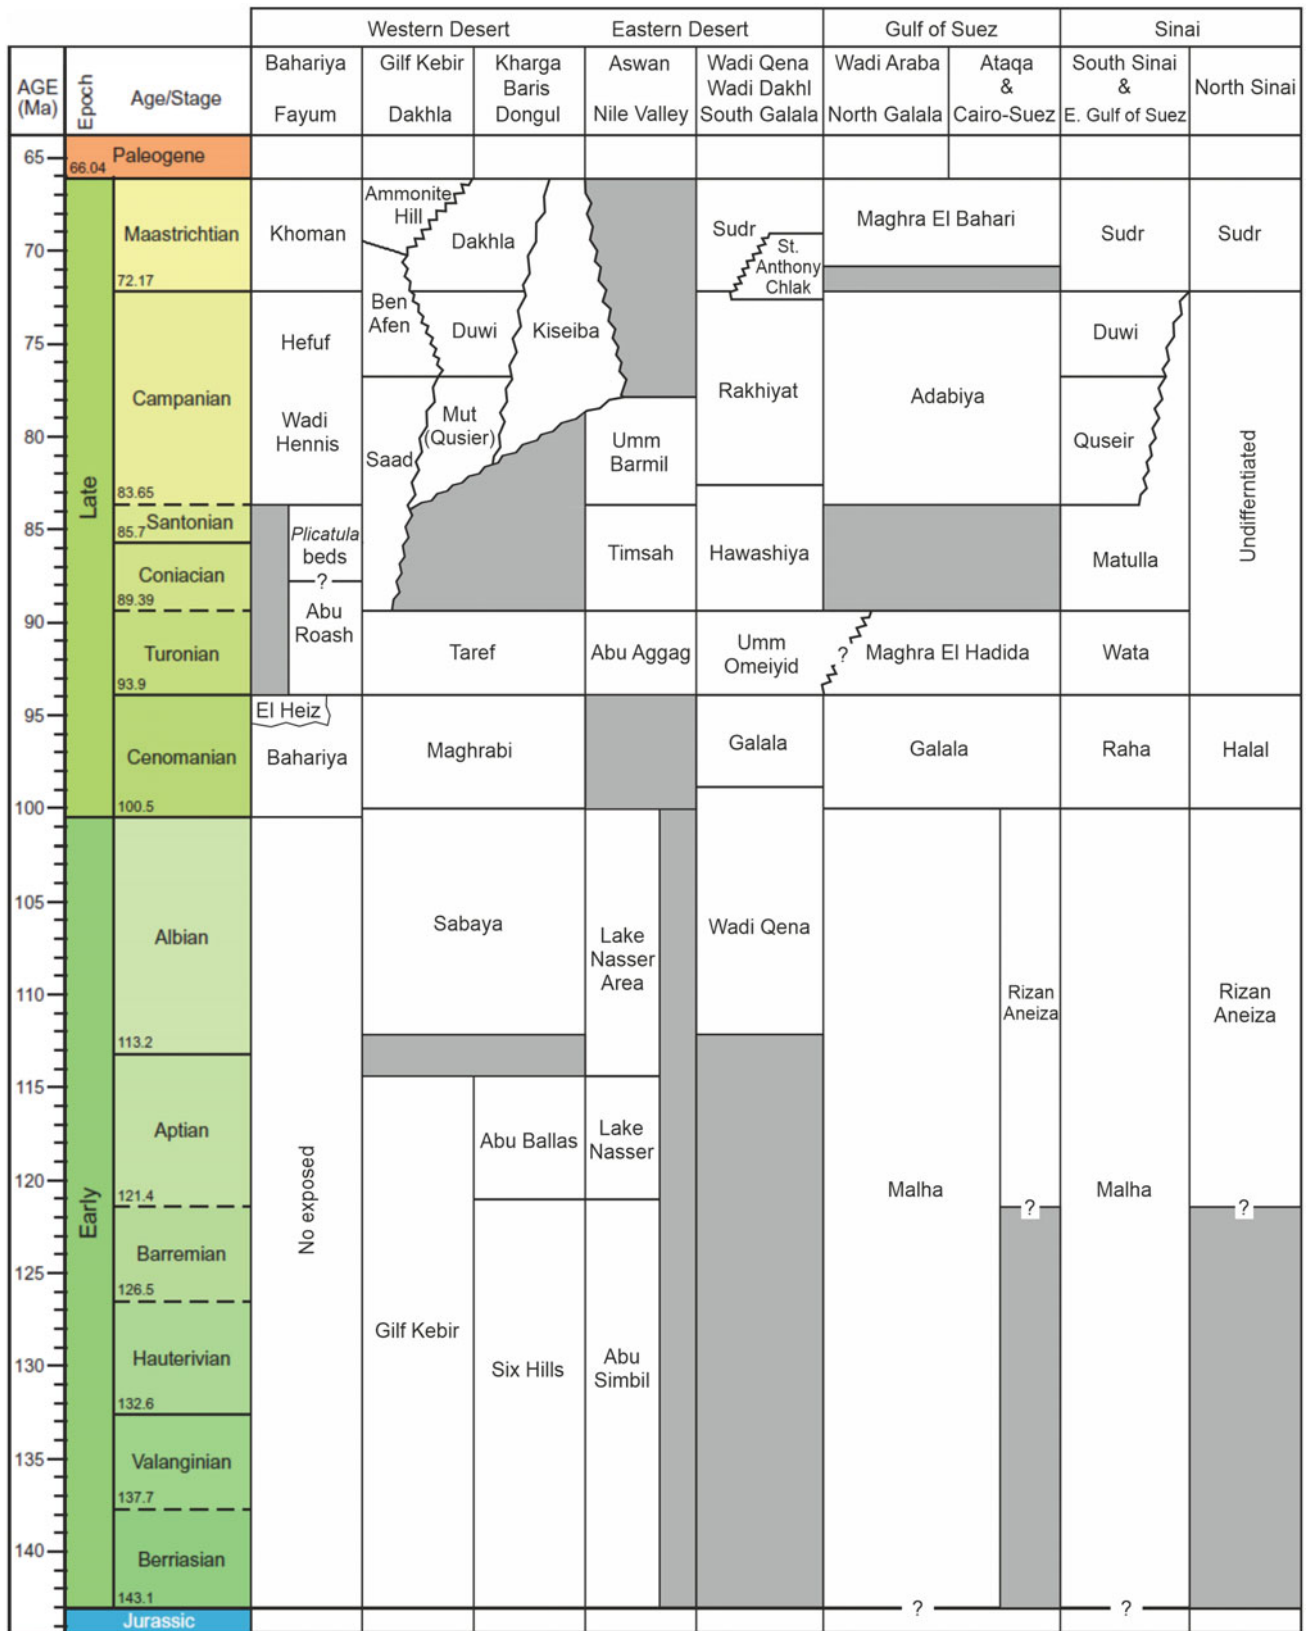 Western Desert
Eastern Desert
Gulf of Suez
Sinai
AGE
(Ma)
Epoch
Age/Stage
Bahariya
Fayum
Gilf Kebir
Dakhla
Kharga
Baris
Dongul
Aswan
Nile Valley
Wadi Qena
Wadi Dakhl
South Galala
Wadi Araba
North Galala
Ataqa
&
Cairo-Suez
South Sinai
&
E. Gulf of Suez
North Sinai
65
70
75
80
85
90
95
100
105
110
115
120
125
130
135
140
Late
Early
Paleogene
66.04
Maastrichtian
72.17
Campanian
83.65
Santonian
85.7
Coniacian
89.39
Turonian
93.9
Cenomanian
100.5
Albian
113.2
Aptian
121.4
Barremian
126.5
Hauterivian
132.6
Valanginian
137.7
Berriasian
143.1
Jurassic
Khoman
Hefuf
Wadi
Hennis
Plicatula
beds
?
Abu
Roash
El Heiz
Bahariya
No exposed
Ammonite
Hill
Dakhla
Ben
Afen
Duwi
Kiseiba
Mut
(Qusier)
Saad
Taref
Maghrabi
Sabaya
Abu Ballas
Gilf Kebir
Six Hills
Umm
Barmil
Timsah
Abu Aggag
Lake
Nasser
Area
Lake
Nasser
Abu
Simbil
Sudr
St.
Anthony
Chlak
Rakhiyat
Hawashiya
Umm
Omeiyid
Galala
Wadi Qena
Maghra El Bahari
Adabiya
?
Maghra El Hadida
Galala
Malha
?
Rizan
Aneiza
?
Sudr
Duwi
Quseir
Matulla
Wata
Raha
Malha
?
Sudr
Undifferntiated
Halal
Rizan
Aneiza
?